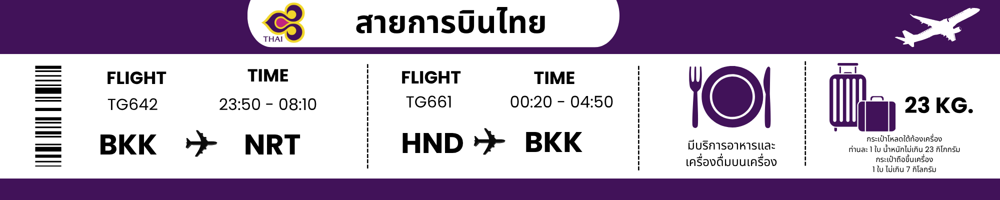 THAI
สายการบินไทย
FLIGHT
TIME
TG642
23:50 - 08:10
BKK
NRT
FLIGHT
TIME
TG661
00:20 - 04:50
HND
BKK
มีบริการอาหารและ
เครื่องดื่มบนเครื่อง
23 KG.
กระเป๋าโหลดใต้ท้องเครื่อง
ท่านละ 1 ใบ น้ำหนักไม่เกิน 23 กิโกกรัม
กระเป๋าถือขึ้นเครื่อง
1 ใบ ไม่เกิน 7 กิโลกรัม